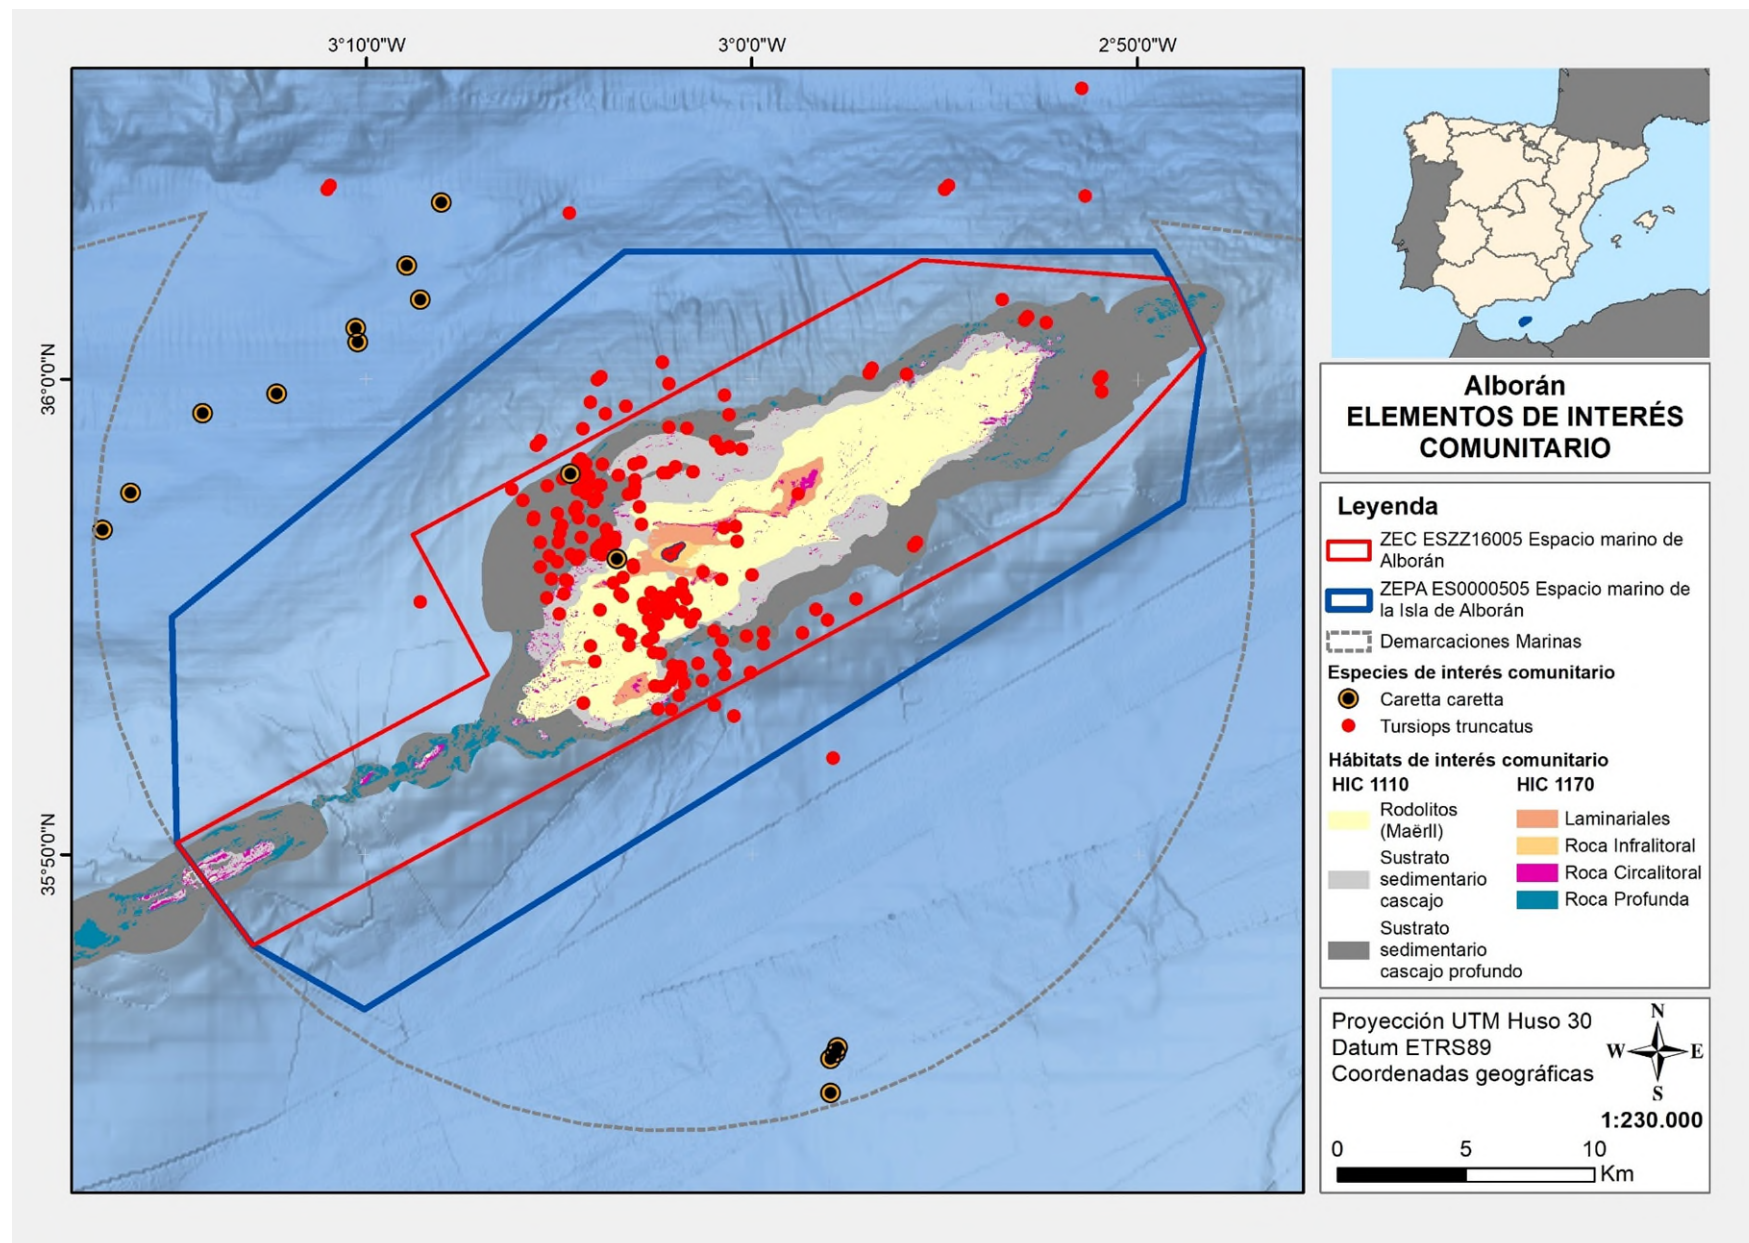 3°10'0"W
3°0'0"W
2°50'0"W
36°0'0"N
35°50'0"N
Alborán
ELEMENTOS DE INTERÉS
COMUNITARIO
Leyenda
ZEC ESZZ16005 Espacio marino de
Alborán
ZEPA ES0000505 Espacio marino de
la Isla de Alborán
Demarcaciones Marinas
Especies de interés comunitario
Caretta caretta
Tursiops truncatus
Hábitats de interés comunitario
HIC 1110
Rodolitos
(Maërll)
Sustrato
sedimentario
cascajo
Sustrato
sedimentario
cascajo profundo
HIC 1170
Laminariales
Roca Infralitoral
Roca Circalitoral
Roca Profunda
Proyección UTM Huso 30
Datum ETRS89
Coordenadas geográficas
N
W E
S
1:230.000
0 5 10
Km